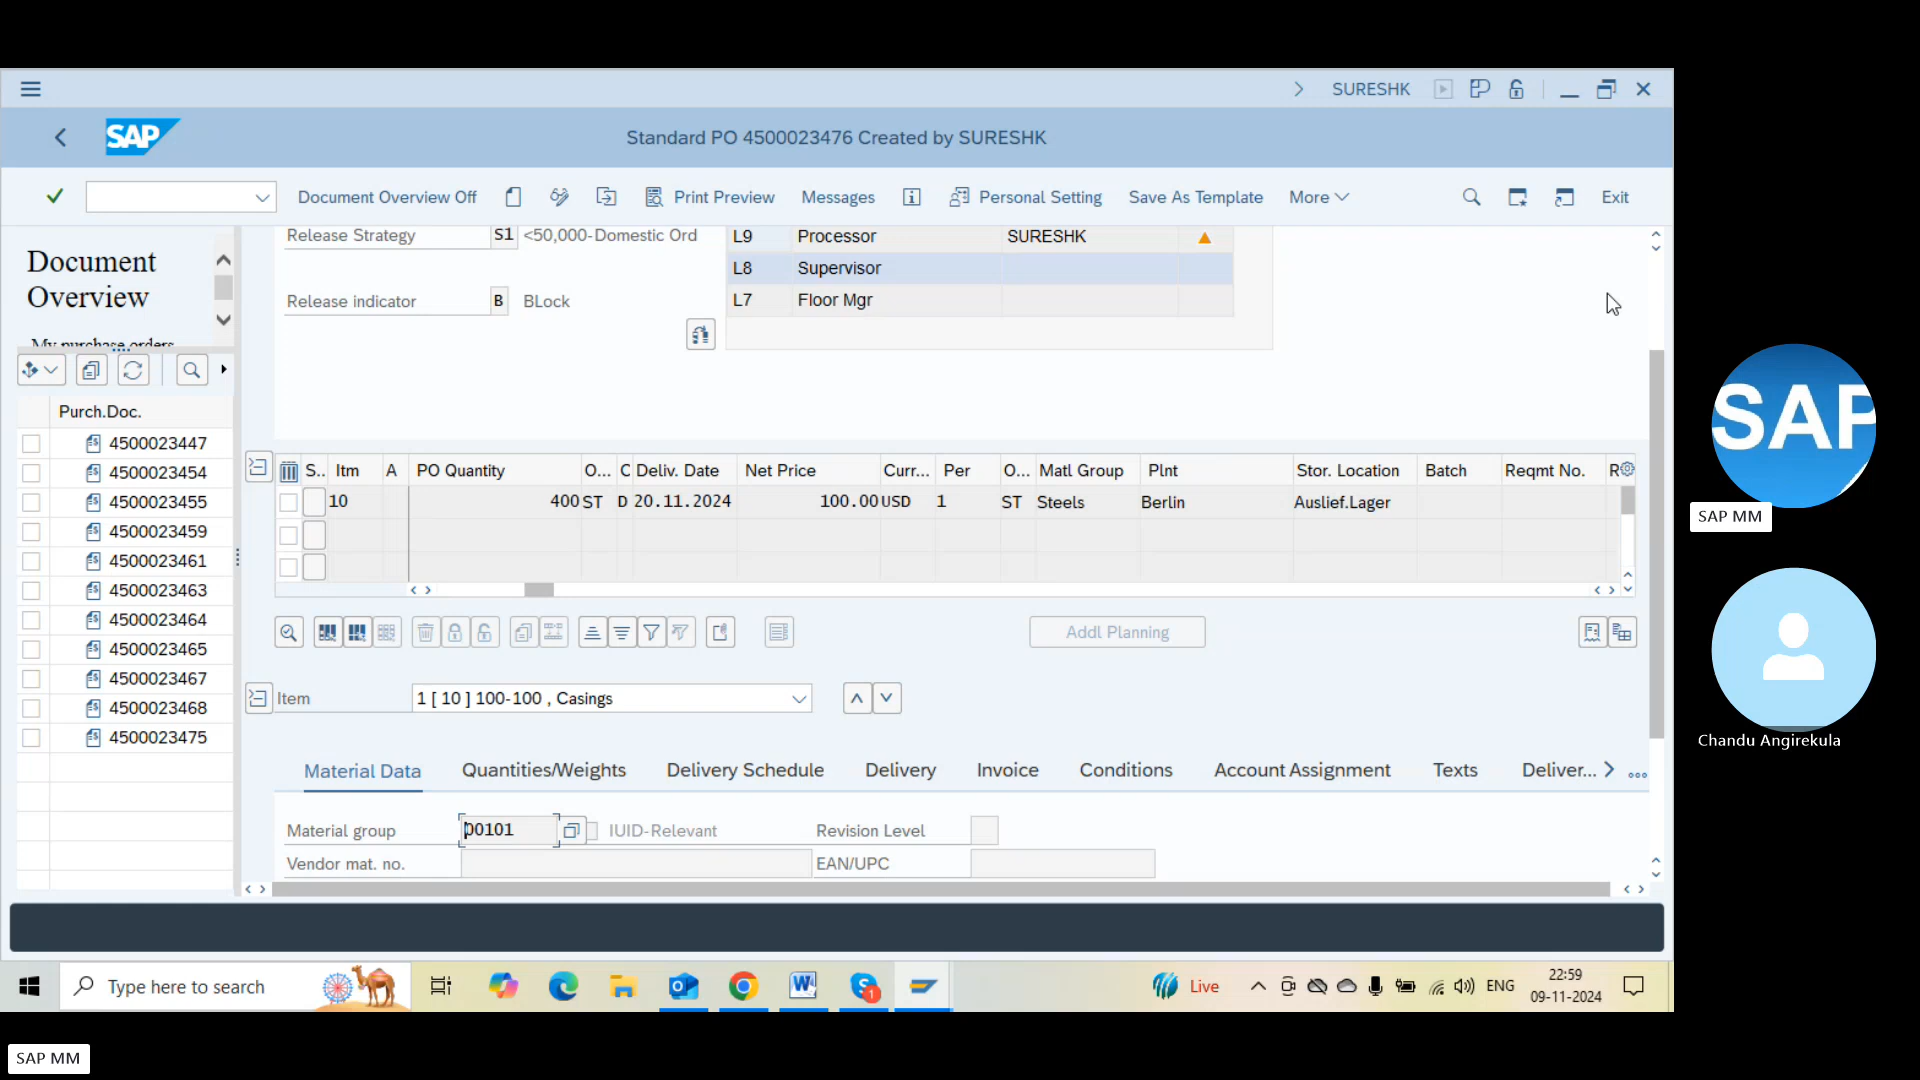 SURESHK
SAP
Standard PO 4500023476 Created by SURESHK
Document Overview Off
Print Preview
Messages
Personal Setting
Save As Template
More
Exit
Document
Overview
My purchase orders
Purch.Doc.
4500023447
4500023454
4500023455
4500023459
4500023461
4500023463
4500023464
4500023465
4500023467
4500023468
4500023475
Release Strategy S1 <50,000-Domestic Ord
Release indicator B BLock
L9 Processor SURESHK
L8 Supervisor
L7 Floor Mgr
S.. Itm A PO Quantity O... C Deliv. Date Net Price Curr... Per O... Matl Group Plnt Stor. Location Batch Reqmt No. R
10 400 ST D 20.11.2024 100.00 USD 1 ST Steels Berlin Auslief.Lager
Addl Planning
Item 1 [ 10 ] 100-100 , Casings
Material Data Quantities/Weights Delivery Schedule Delivery Invoice Conditions Account Assignment Texts Deliver...
Material group 00101 IUID-Relevant Revision Level
Vendor mat. no. EAN/UPC
Type here to search
Live
ENG
22:59
09-11-2024
SAP
SAP MM
Chandu Angirekula
SAP MM